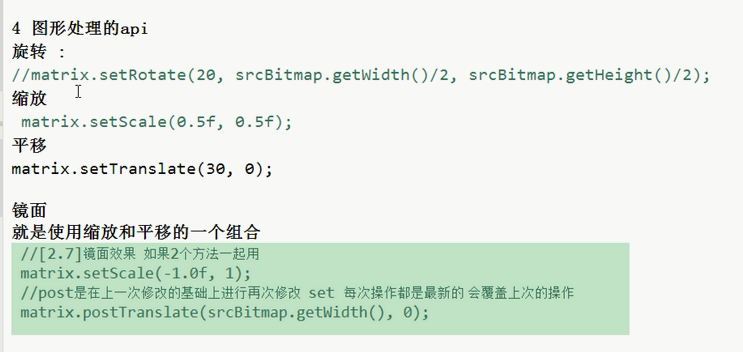 4 图形处理的api
旋转 :
//matrix.setRotate(20, srcBitmap.getWidth()/2, srcBitmap.getHeight()/2);
缩放
matrix.setScale(0.5f, 0.5f);
平移
matrix.setTranslate(30, 0);
镜面
就是使用缩放和平移的一个组合
//[2.7]镜面效果 如果2个方法一起用
matrix.setScale(-1.0f, 1);
//post是在上一次修改的基础上进行再次修改 set 每次操作都是最新的 会覆盖上次的操作
matrix.postTranslate(srcBitmap.getWidth(), 0);